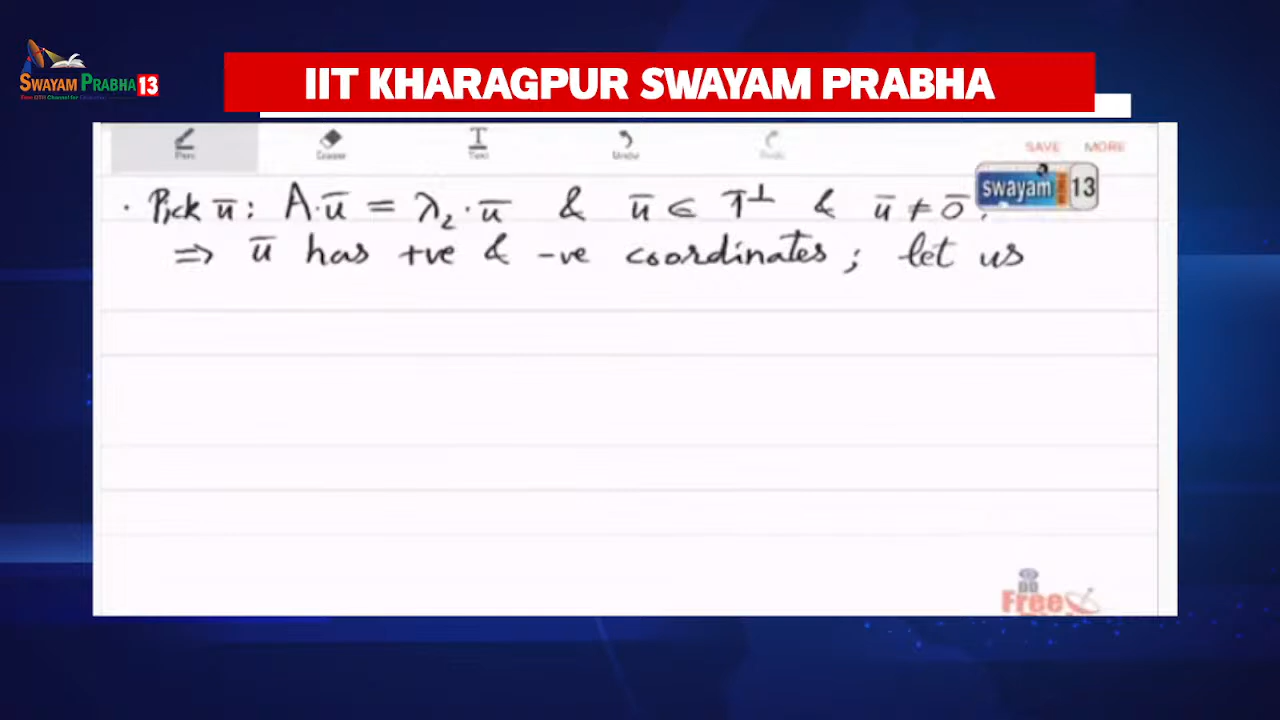 SWAYAM PRABHA 13
IIT KHARAGPUR SWAYAM PRABHA
Pen Eraser Text Undo Redo
SAVE MORE
swayam 13
· Pick ū : A·ū = λ₂·ū & ū ∈ 1̄^⊥ & ū ≠ 0̄.
⇒ ū has +ve & -ve coordinates ; let us
DD
Free